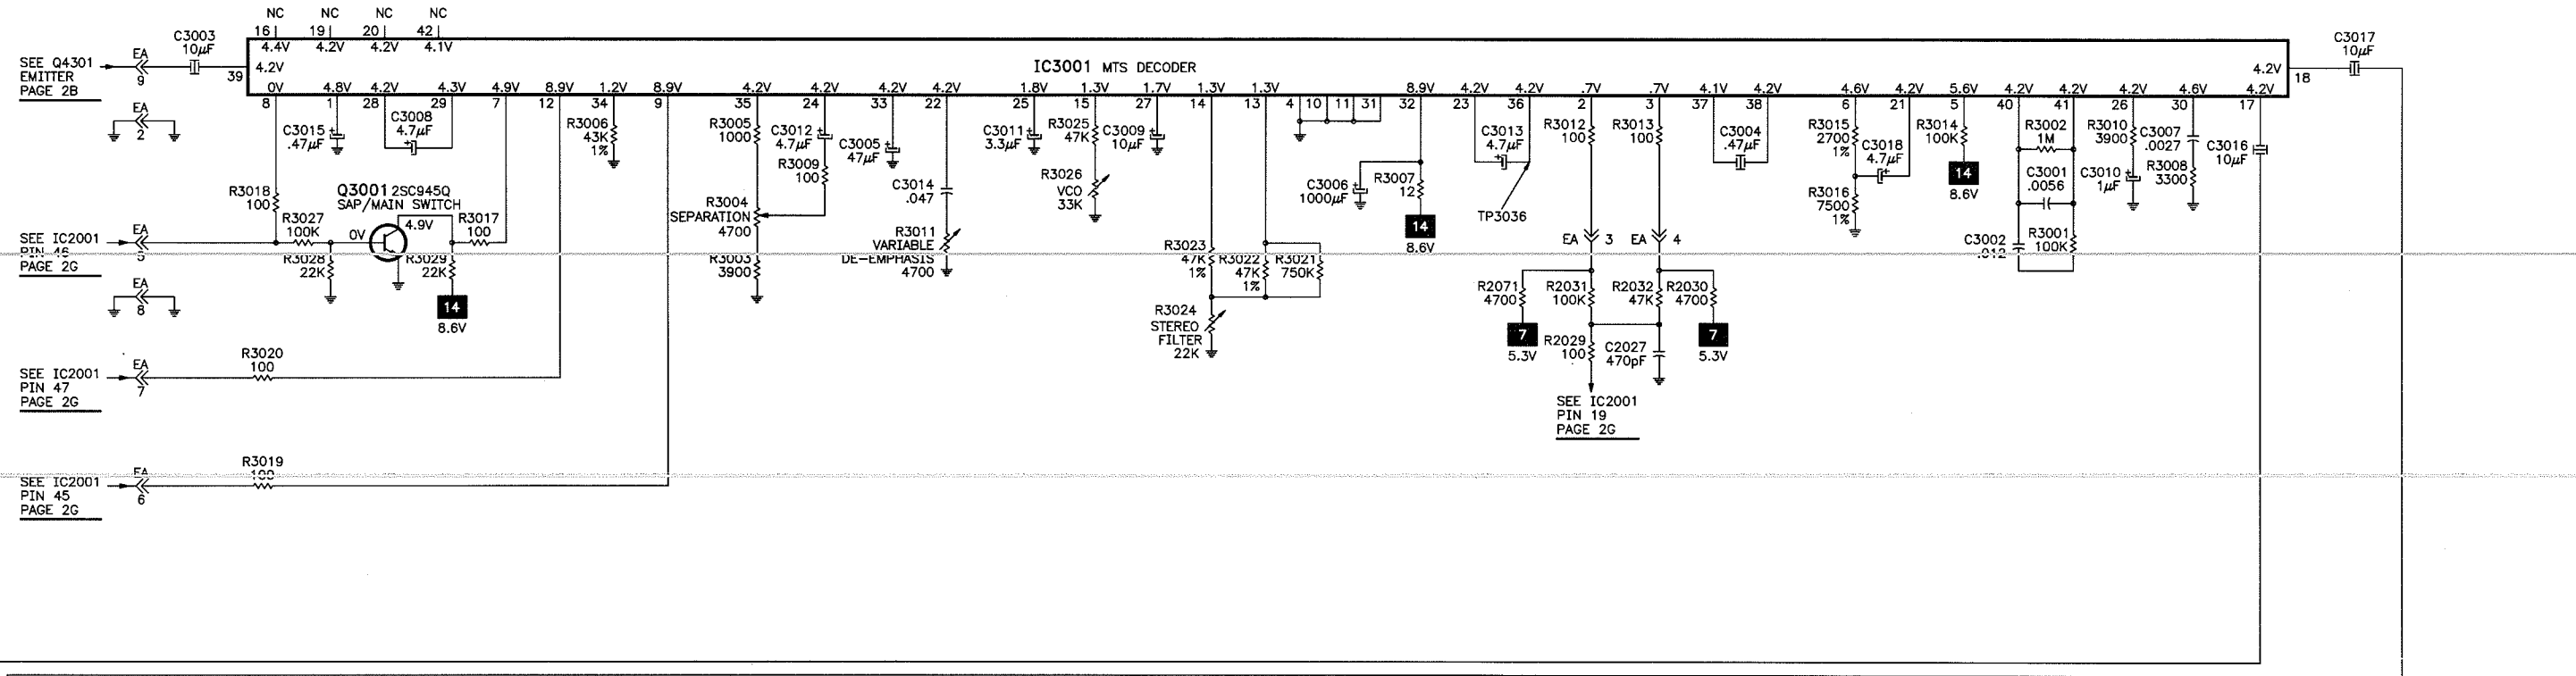 NC NC NC NC
16 19 20 42
4.4V 4.2V 4.2V 4.1V
C3003
10µF
SEE Q4301
EMITTER
PAGE 2B
EA
9
39
4.2V
IC3001 MTS DECODER
4.2V
18
C3017
10µF
0V 4.8V 4.2V 4.3V 4.9V 8.9V 1.2V 8.9V 4.2V 4.2V 4.2V 4.2V 1.8V 1.3V 1.7V 1.3V 1.3V 8.9V 4.2V 4.2V .7V .7V 4.1V 4.2V 4.6V 4.2V 5.6V 4.2V 4.2V 4.2V 4.6V 4.2V
8 1 28 29 7 12 34 9 35 24 33 22 25 15 27 14 13 4 10 11 31 32 23 36 2 3 37 38 6 21 5 40 41 26 30 17
EA
2
C3015
.47µF
C3008
4.7µF
R3006
43K
1%
R3005
1000
C3012
4.7µF
R3009
100
C3005
47µF
C3014
.047
C3011
3.3µF
R3025
47K
C3009
10µF
R3026
VCO
33K
C3006
1000µF
R3007
12
14
8.6V
C3013
4.7µF
TP3036
R3012
100
R3013
100
C3004
.47µF
R3015
2700
1%
C3018
4.7µF
R3016
7500
1%
R3014
100K
14
8.6V
R3002
1M
C3001
.0056
C3002
.012
R3001
100K
R3010
3900
C3010
1µF
C3007
.0027
R3008
3300
C3016
10µF
R3018
100
Q3001 2SC945Q
SAP/MAIN SWITCH
4.9V
0V
R3027
100K
R3017
100
SEE IC2001
PIN 46
PAGE 2G
EA
5
R3028
22K
R3029
22K
14
8.6V
R3004
SEPARATION
4700
R3003
3900
R3011
VARIABLE
DE-EMPHASIS
4700
R3023
47K
1%
R3022
47K
1%
R3021
750K
R3024
STEREO
FILTER
22K
EA 3 EA 4
R2071
4700
R2031
100K
R2032
47K
R2030
4700
7
5.3V
7
5.3V
R2029
100
C2027
470pF
SEE IC2001
PIN 19
PAGE 2G
EA
8
SEE IC2001
PIN 47
PAGE 2G
EA
7
R3020
100
SEE IC2001
PIN 45
PAGE 2G
EA
6
R3019
100